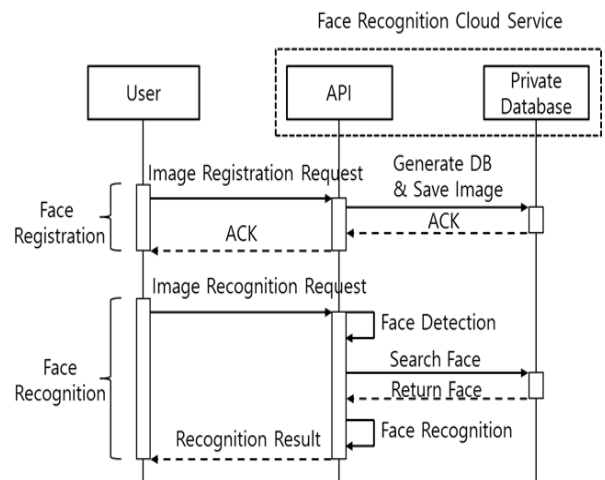 Face Recognition Cloud Service
User
API
Private
Database
Image Registration Request
Generate DB
& Save Image
Face
Registration
ACK
ACK
Image Recognition Request
Face Detection
Search Face
Face
Recognition
Return Face
Face Recognition
Recognition Result